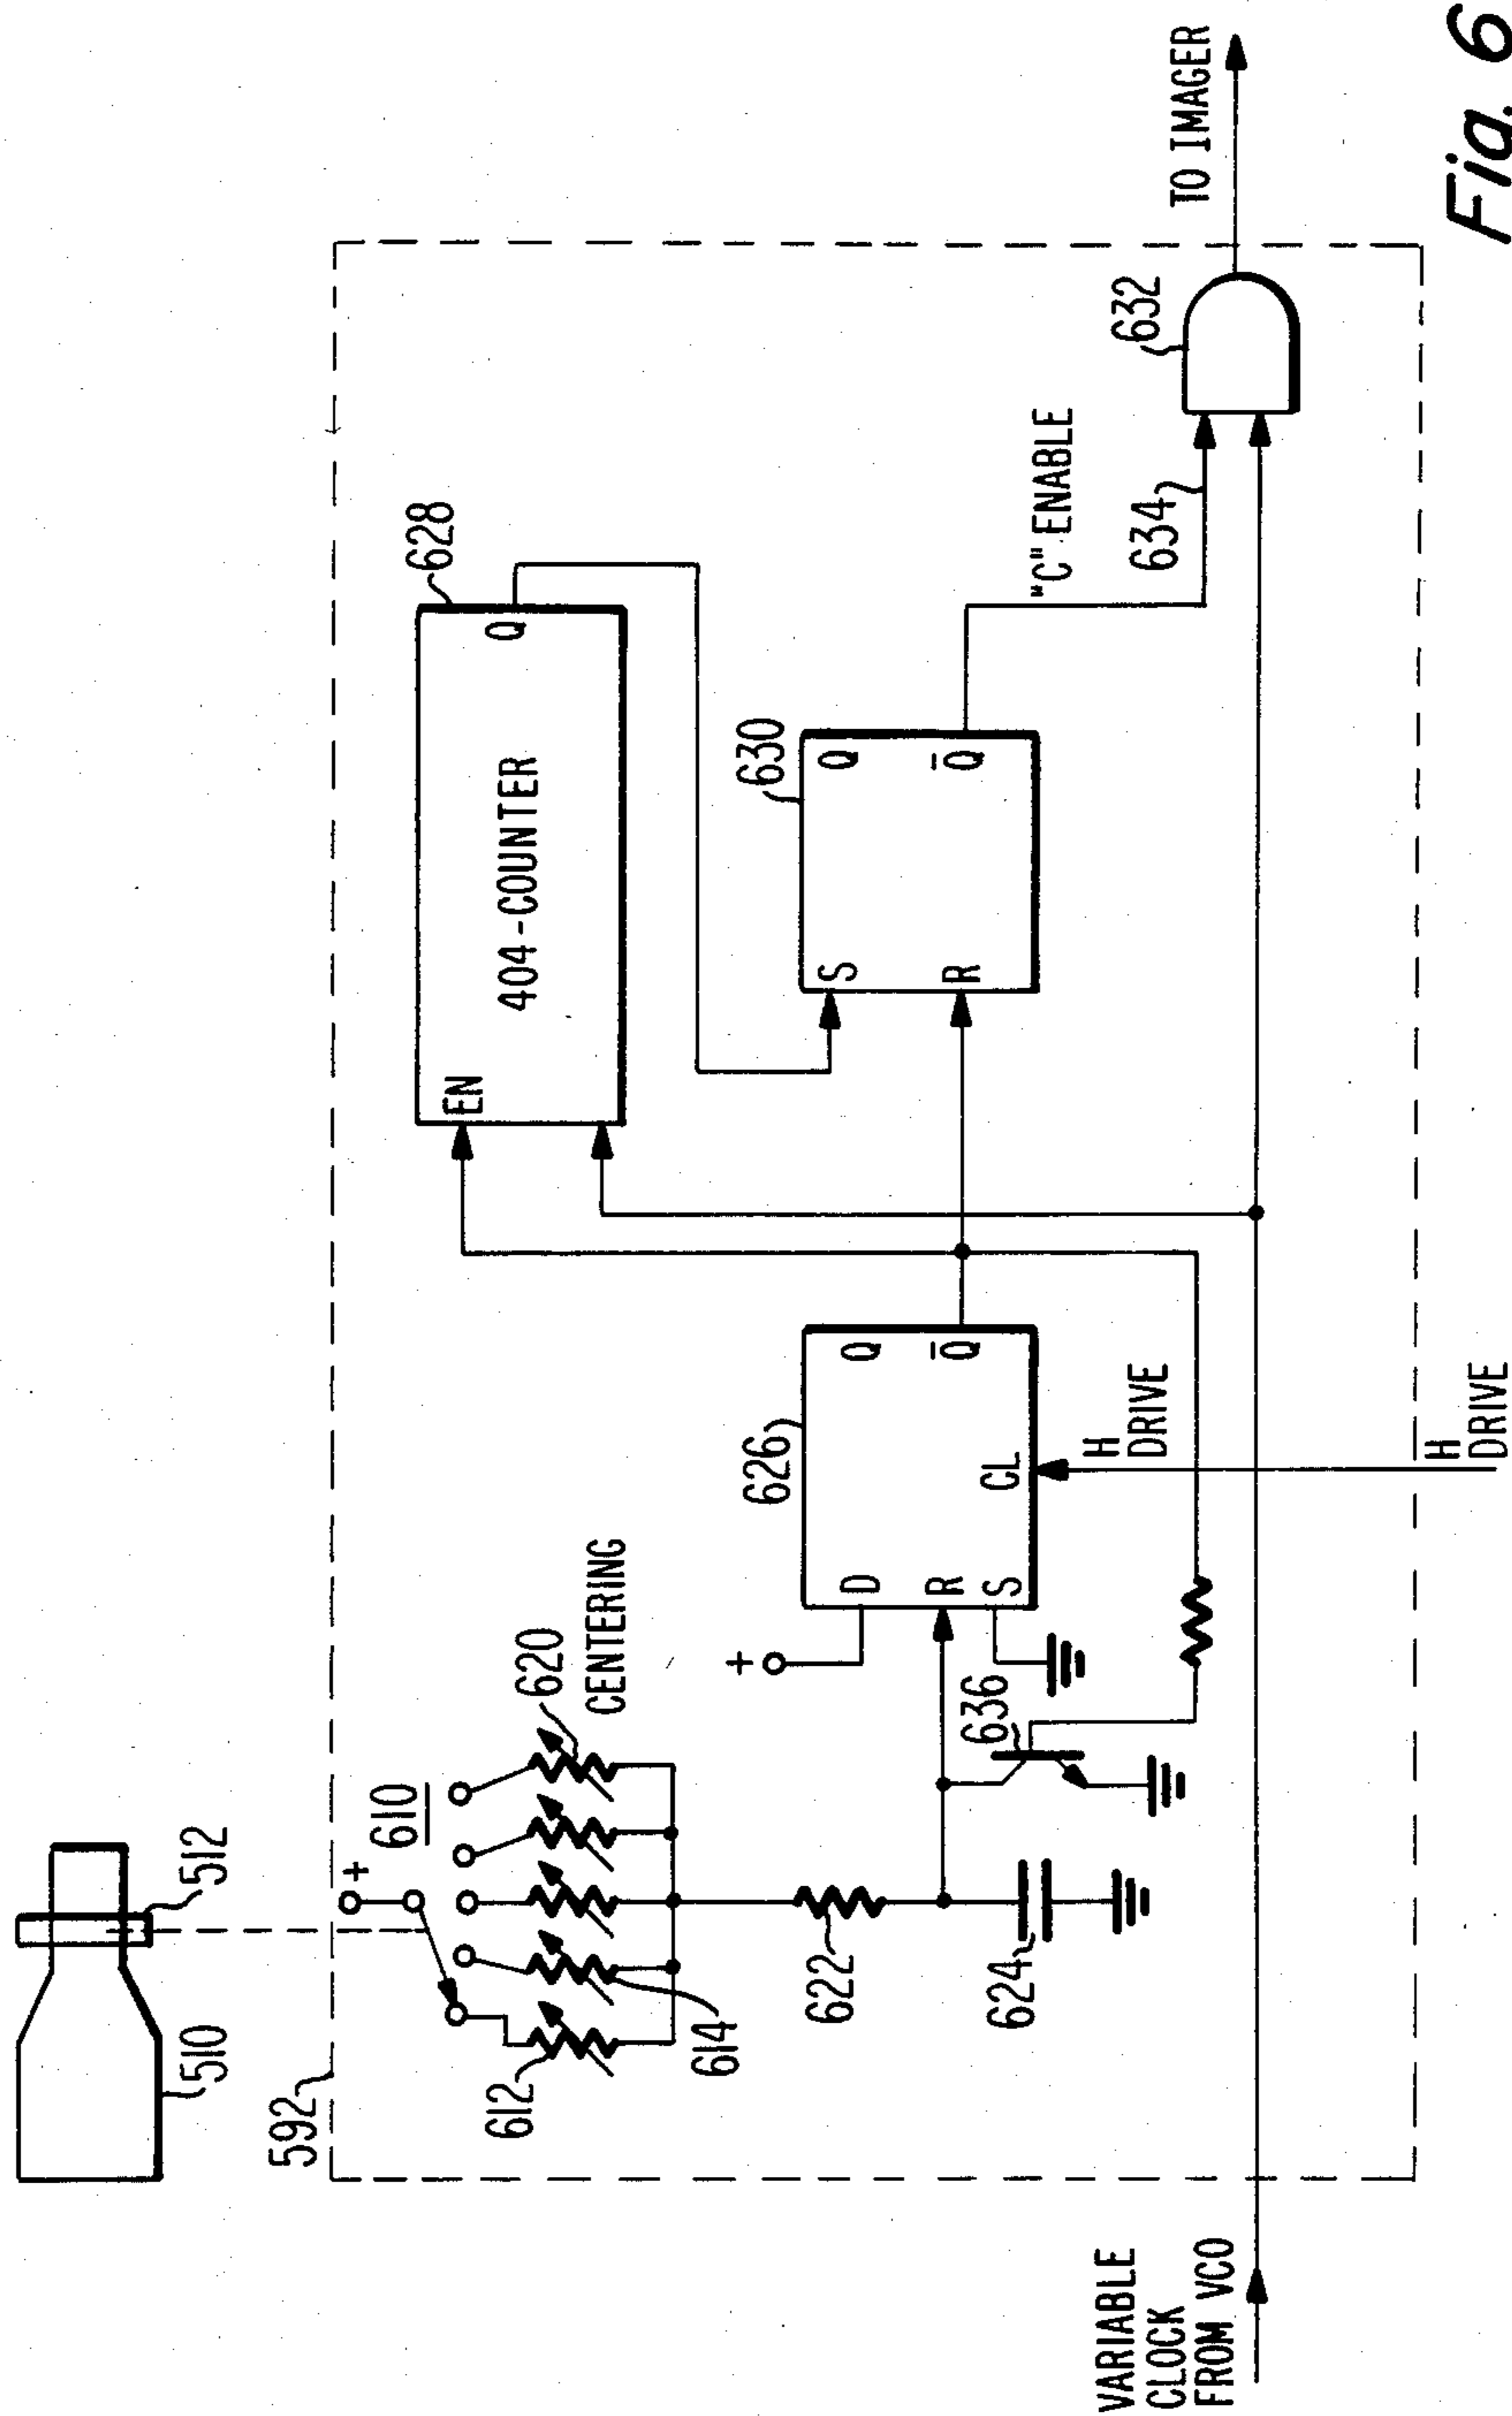 510
512
592
610
+
612
614
620
CENTERING
622
624
636
+
626
D
R
S
Q
Q̄
CL
H
DRIVE
H
DRIVE
628
EN
404-COUNTER
Q
630
S
R
Q
Q̄
"C" ENABLE
634
632
TO IMAGER
VARIABLE
CLOCK
FROM VCO
Fig. 6